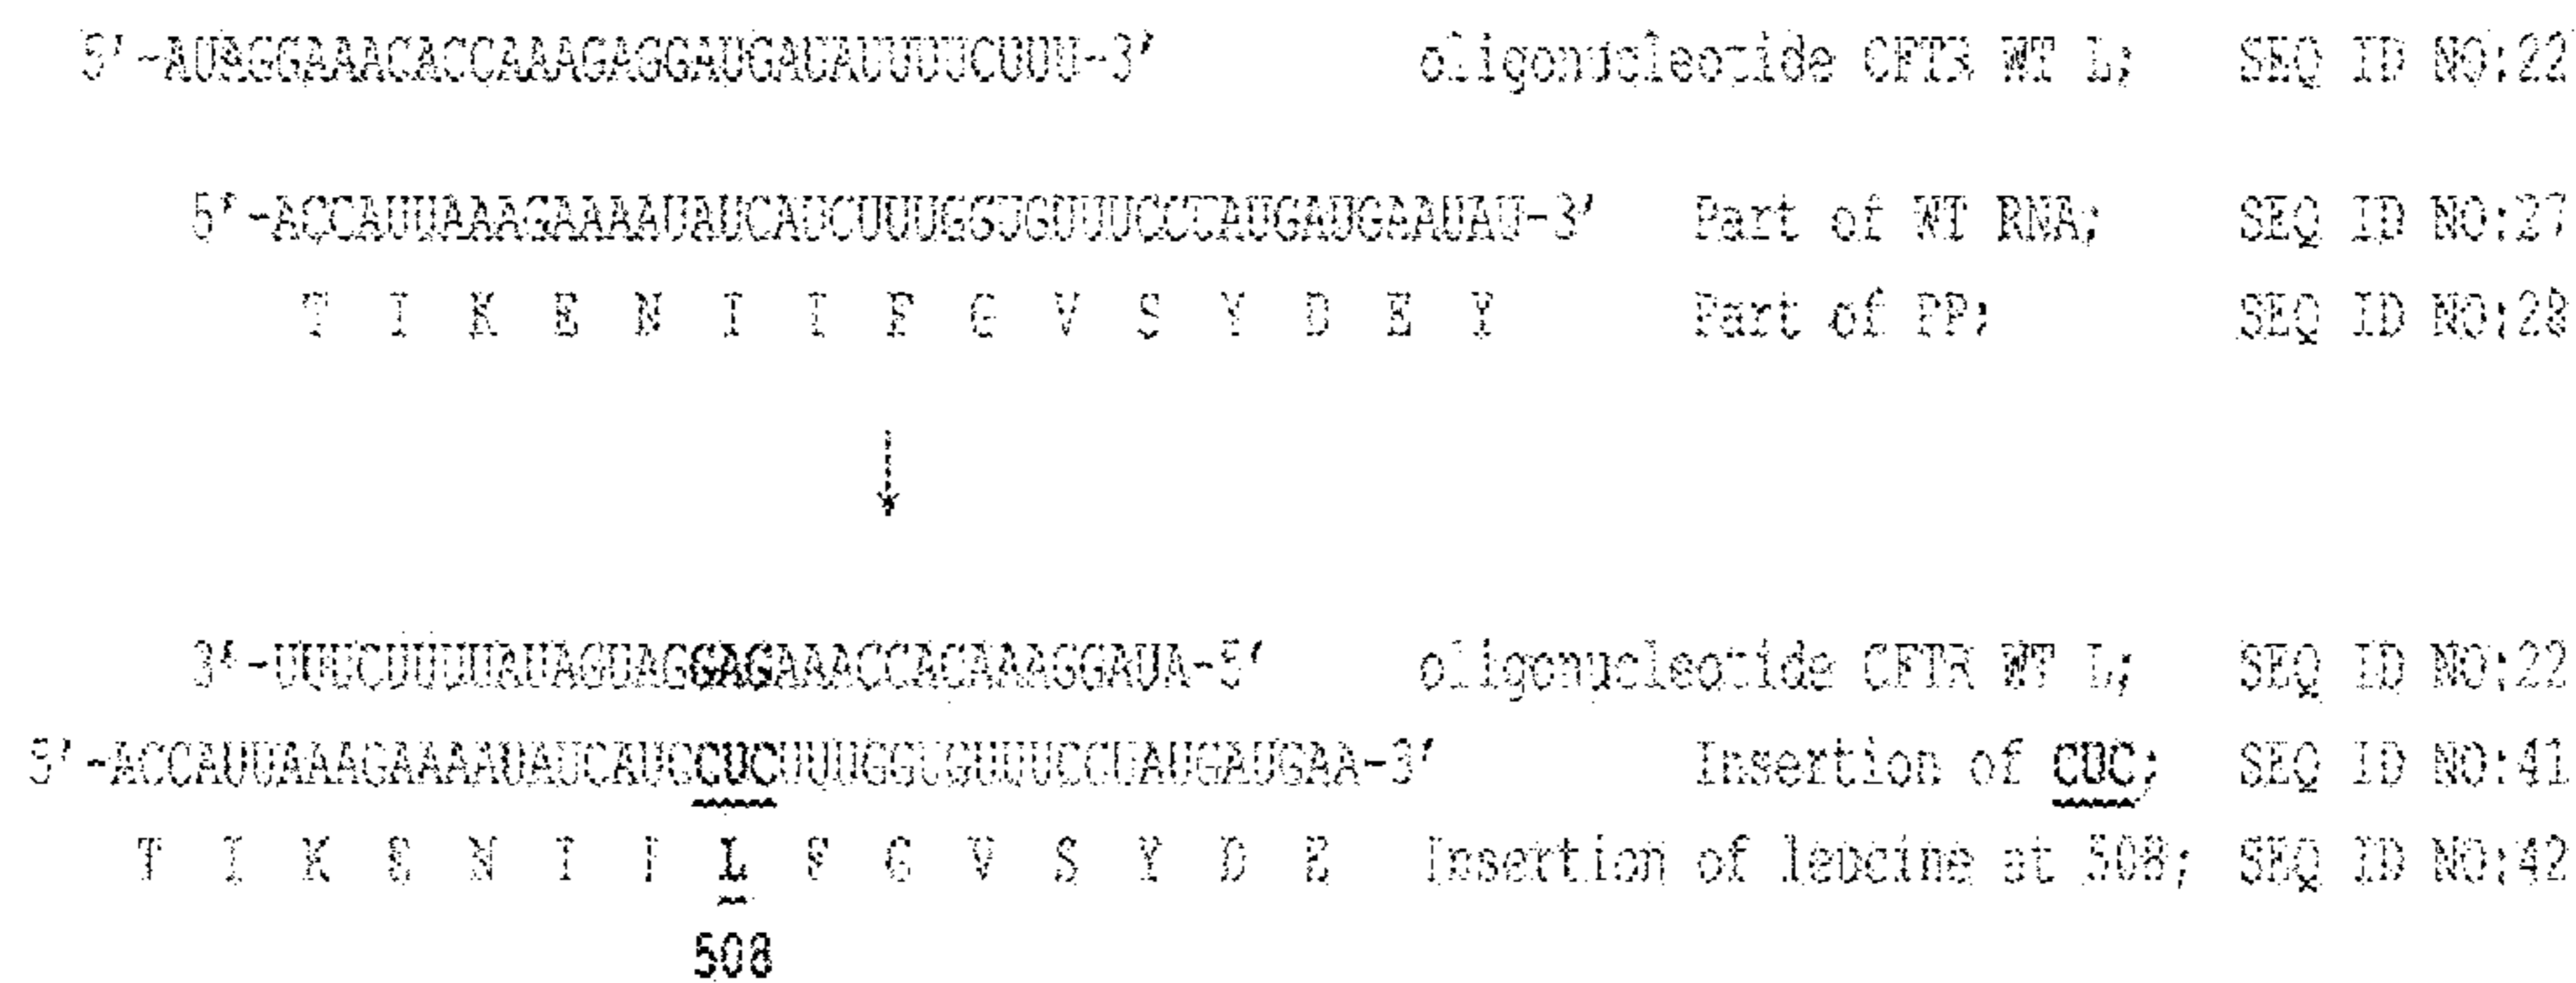 5'-AUAGGAAACACCAAAGAGGAUGAUAUUUUCUUU-3' oligonucleotide CFTR WT L; SEQ ID NO:22
5'-ACCAUUAAAGAAAAUAUCAUCUUUGGUGUUUCCUAUGAUGAAUAU-3' Part of WT RNA; SEQ ID NO:27
T I K E N I I F G V S Y D E Y Part of PP; SEQ ID NO:28
3'-UUUCUUUUAUAGUAGGAGAAACCACAAAGGAUA-5' oligonucleotide CFTR WT L; SEQ ID NO:22
5'-ACCAUUAAAGAAAAUAUCAUGCUCUUUGGUGUUUCCUAUGAUGAA-3' Insertion of CUC; SEQ ID NO:41
T I K E N I I L F G V S Y D E Insertion of leucine at 508; SEQ ID NO:42
508